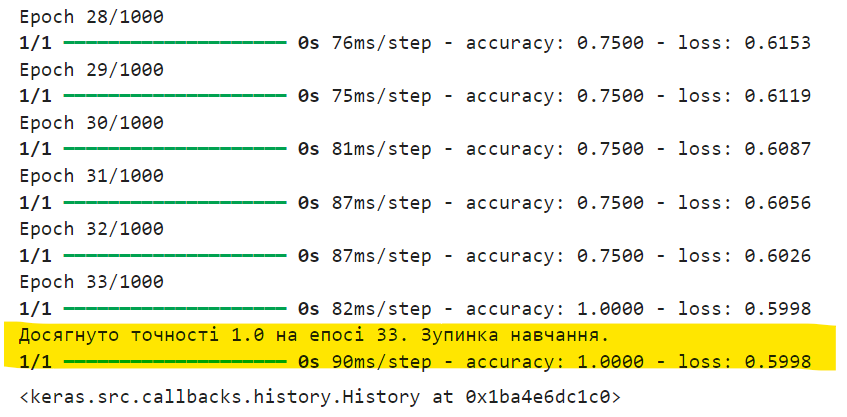 Epoch 28/1000
1/1 ━━━━━━━━━━━━━━━━━━━━ 0s 76ms/step - accuracy: 0.7500 - loss: 0.6153
Epoch 29/1000
1/1 ━━━━━━━━━━━━━━━━━━━━ 0s 75ms/step - accuracy: 0.7500 - loss: 0.6119
Epoch 30/1000
1/1 ━━━━━━━━━━━━━━━━━━━━ 0s 81ms/step - accuracy: 0.7500 - loss: 0.6087
Epoch 31/1000
1/1 ━━━━━━━━━━━━━━━━━━━━ 0s 87ms/step - accuracy: 0.7500 - loss: 0.6056
Epoch 32/1000
1/1 ━━━━━━━━━━━━━━━━━━━━ 0s 87ms/step - accuracy: 0.7500 - loss: 0.6026
Epoch 33/1000
1/1 ━━━━━━━━━━━━━━━━━━━━ 0s 82ms/step - accuracy: 1.0000 - loss: 0.5998
Досягнуто точності 1.0 на епосі 33. Зупинка навчання.
1/1 ━━━━━━━━━━━━━━━━━━━━ 0s 90ms/step - accuracy: 1.0000 - loss: 0.5998
<keras.src.callbacks.history.History at 0x1ba4e6dc1c0>